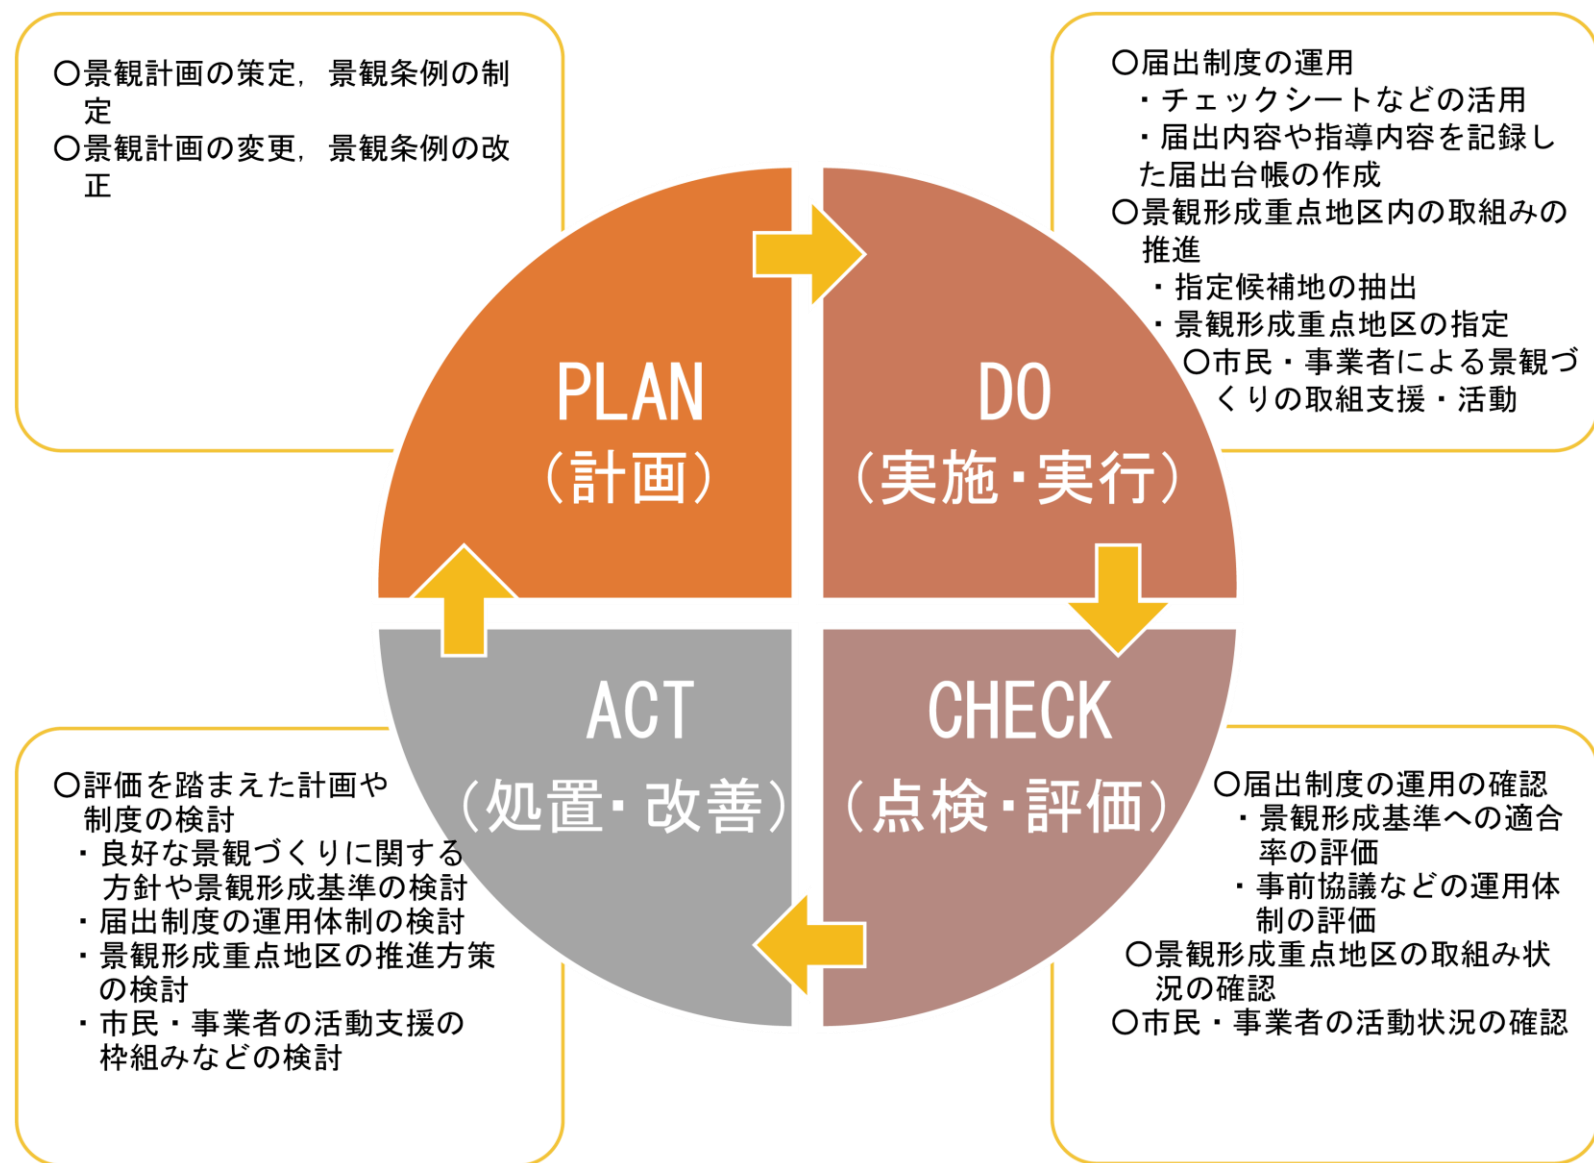 〇景観計画の策定，景観条例の制
定
〇景観計画の変更，景観条例の改
正
〇届出制度の運用
・チェックシートなどの活用
・届出内容や指導内容を記録し
た届出台帳の作成
〇景観形成重点地区内の取組みの
推進
・指定候補地の抽出
・景観形成重点地区の指定
〇市民・事業者による景観づ
くりの取組支援・活動
PLAN
（計画）
DO
（実施・実行）
ACT
（処置・改善）
CHECK
（点検・評価）
〇評価を踏まえた計画や
制度の検討
・良好な景観づくりに関する
方針や景観形成基準の検討
・届出制度の運用体制の検討
・景観形成重点地区の推進方策
の検討
・市民・事業者の活動支援の
枠組みなどの検討
〇届出制度の運用の確認
・景観形成基準への適合
率の評価
・事前協議などの運用体
制の評価
〇景観形成重点地区の取組み状
況の確認
〇市民・事業者の活動状況の確認